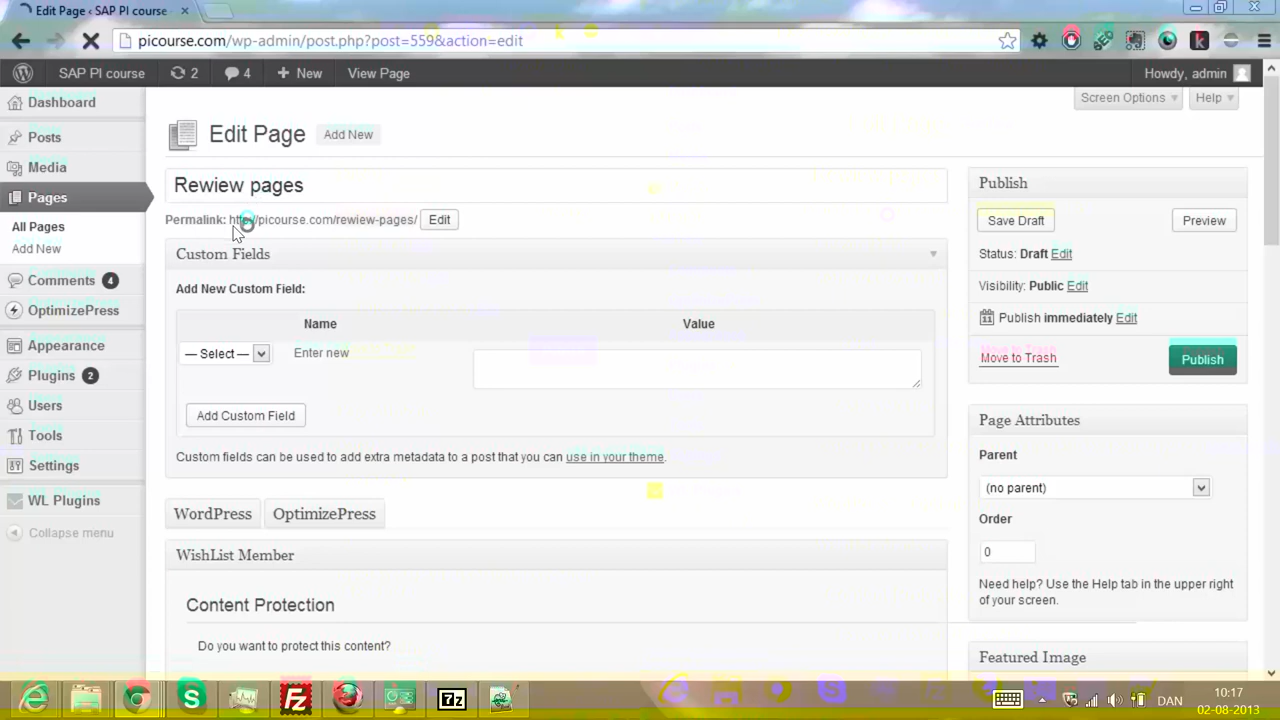 Edit Page ‹ SAP PI course -
picourse.com/wp-admin/post.php?post=559&action=edit
SAP PI course 2 4 New View Page Howdy, admin
Screen Options Help
Dashboard
Posts
Media
Pages
All Pages
Add New
Comments 4
OptimizePress
Appearance
Plugins 2
Users
Tools
Settings
WL Plugins
Collapse menu
Edit Page Add New
Rewiew pages
Permalink: http://picourse.com/rewiew-pages/ Edit
Custom Fields
Add New Custom Field:
Name Value
— Select — Enter new
Add Custom Field
Custom fields can be used to add extra metadata to a post that you can use in your theme.
WordPress OptimizePress
WishList Member
Content Protection
Do you want to protect this content?
Publish
Save Draft Preview
Status: Draft Edit
Visibility: Public Edit
Publish immediately Edit
Move to Trash Publish
Page Attributes
Parent
(no parent)
Order
0
Need help? Use the Help tab in the upper right
of your screen.
Featured Image
DAN
10:17
02-08-2013